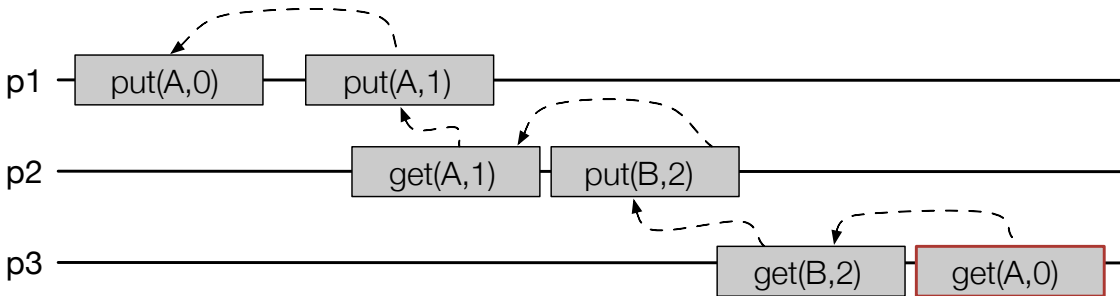 p1 put(A,0) put(A,1)
p2 get(A,1) put(B,2)
p3 get(B,2) get(A,0)